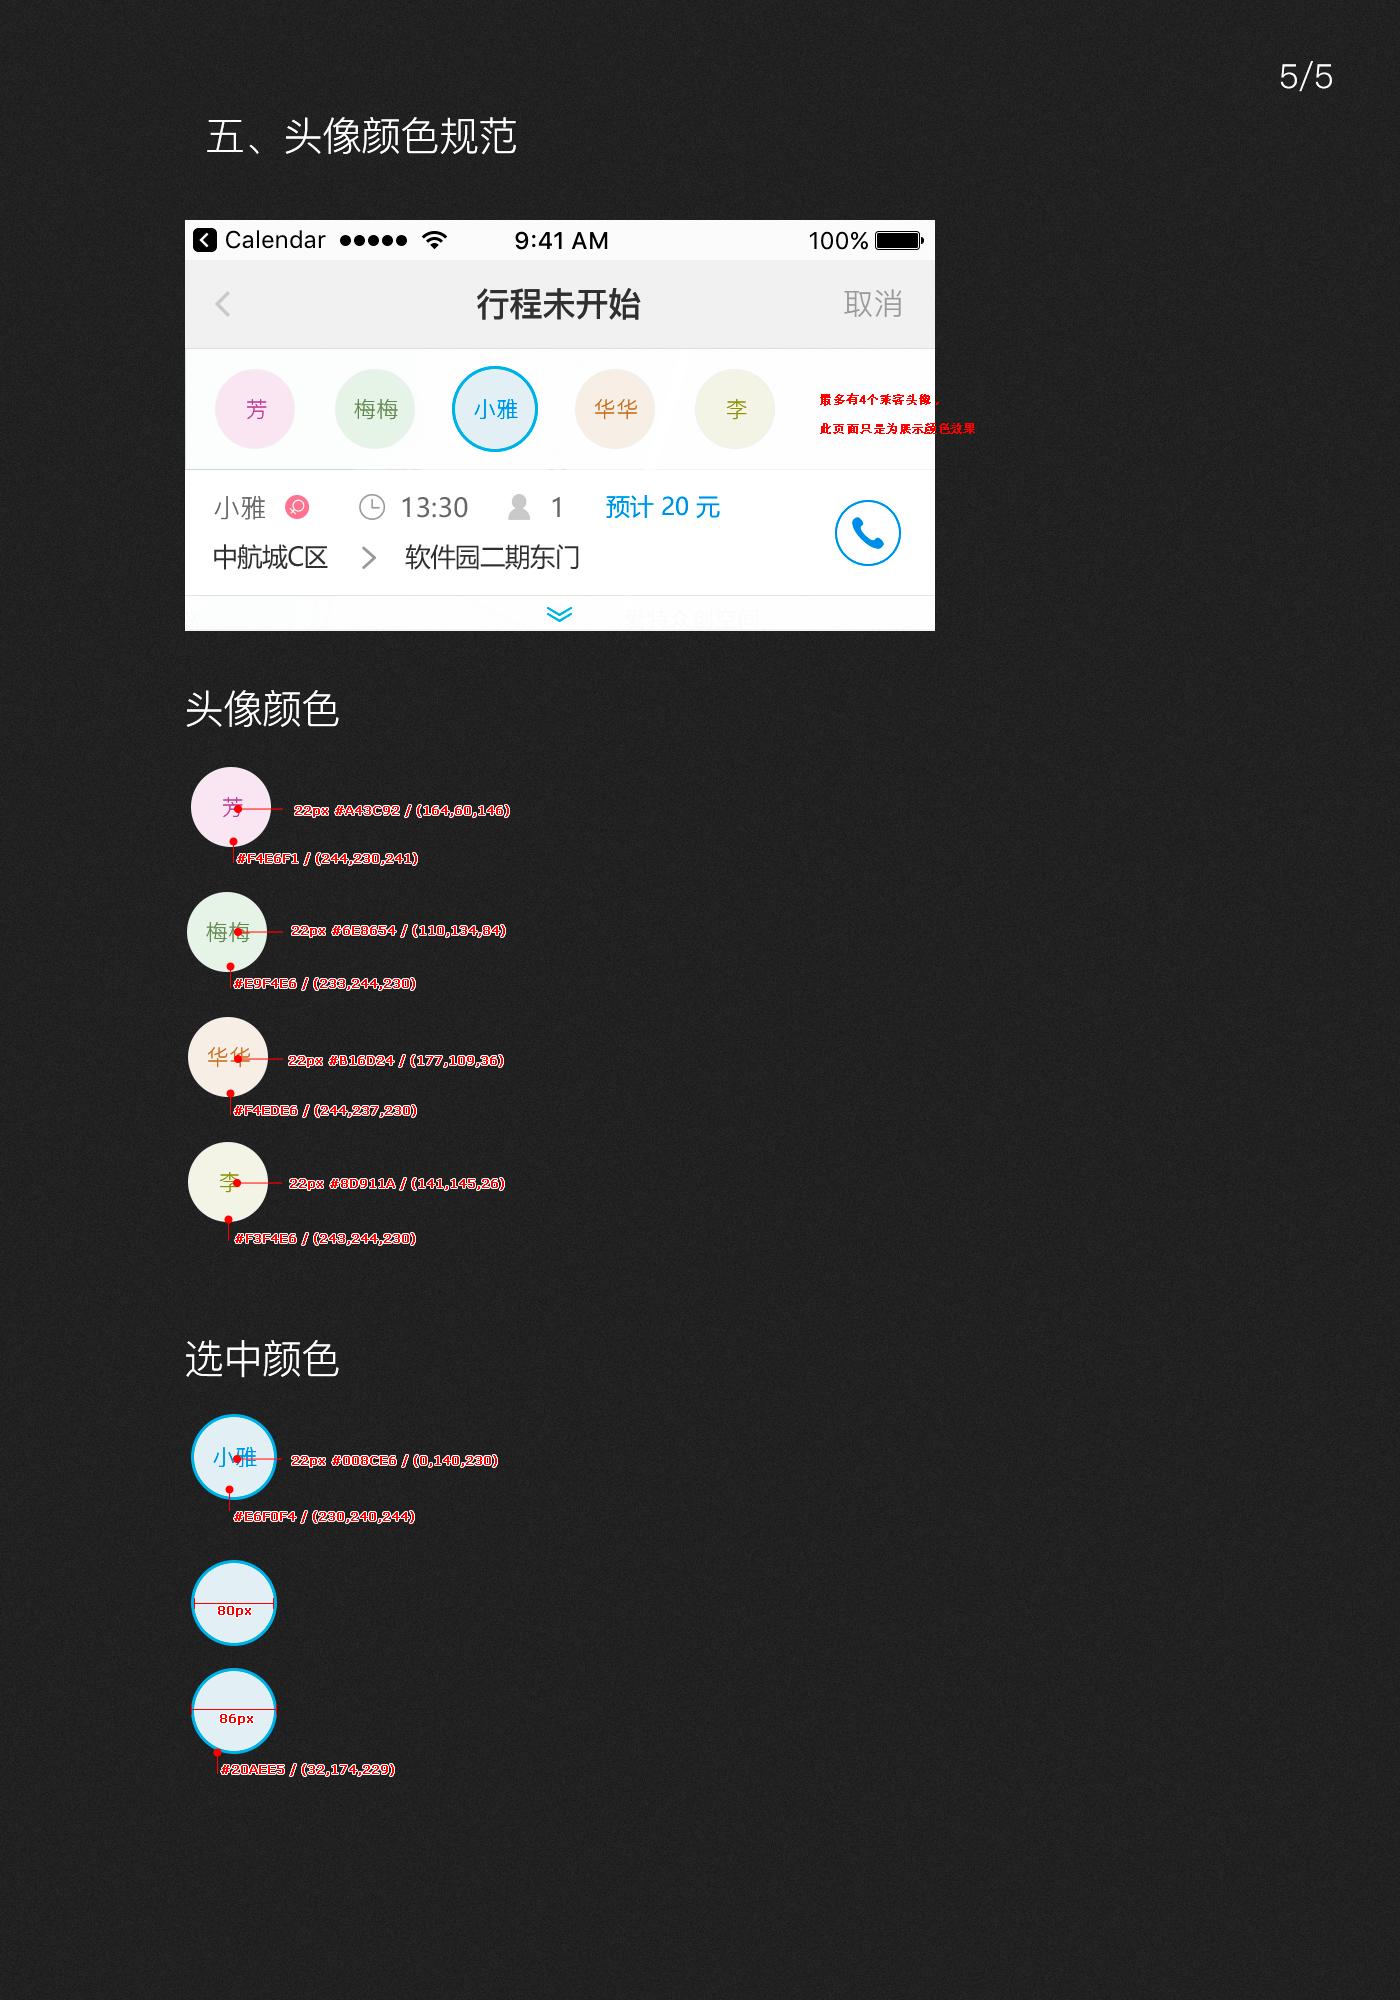 5/5
五、头像颜色规范
Calendar 9:41 AM 100%
行程未开始 取消
芳 梅梅 小雅 华华 李
最多有4个乘客头像，
此页面只是为展示颜色效果
小雅 13:30 1 预计 20 元
中航城C区 软件园二期东门
爱特众创空间
头像颜色
芳
22px #A43C92 / (164,60,146)
#F4E6F1 / (244,230,241)
梅梅
22px #6E8654 / (110,134,84)
#E9F4E6 / (233,244,230)
华华
22px #B16D24 / (177,109,36)
#F4EDE6 / (244,237,230)
李
22px #8D911A / (141,145,26)
#F3F4E6 / (243,244,230)
选中颜色
小雅
22px #008CE6 / (0,140,230)
#E6F0F4 / (230,240,244)
80px
86px
#20AEE5 / (32,174,229)